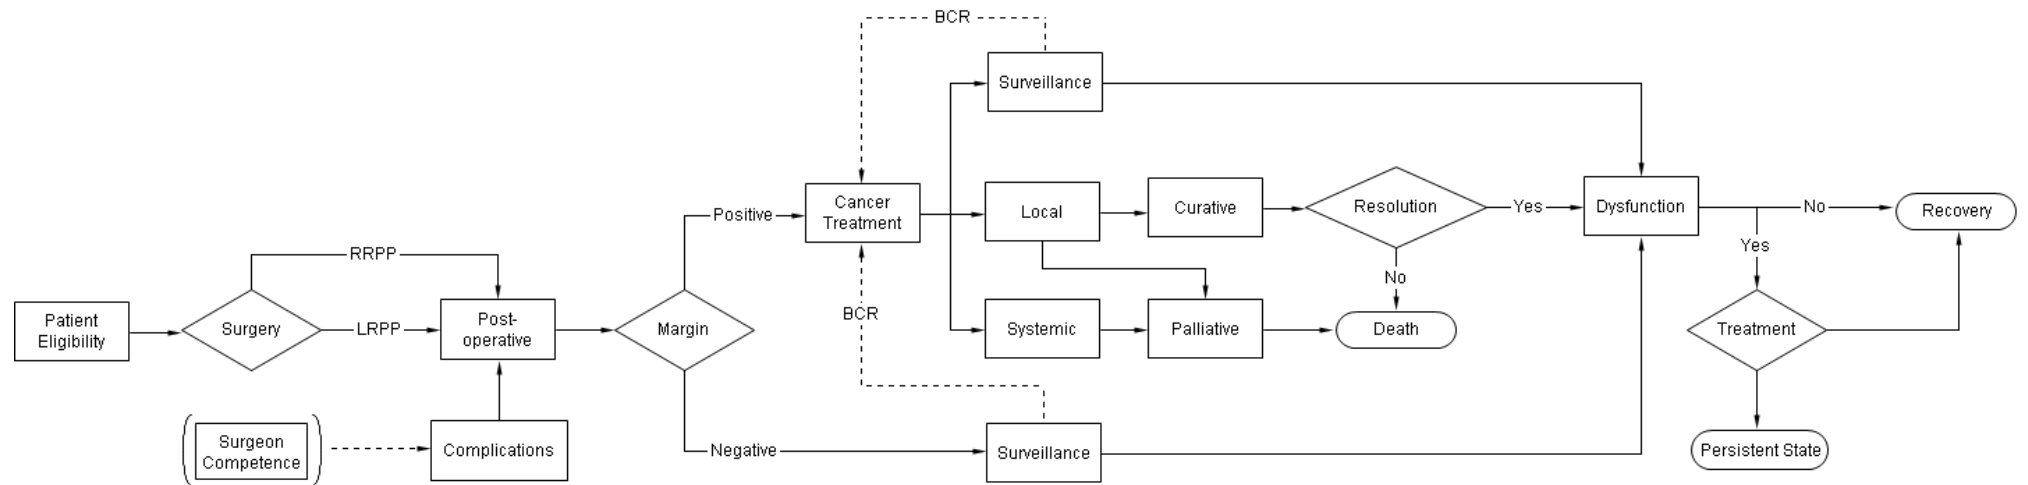 BCR
Surveillance
Cancer
Treatment
Positive
Local
Curative
Resolution
Yes
Dysfunction
No
Recovery
Yes
RRPP
No
Patient
Eligibility
Surgery
LRPP
Post-
operative
Margin
BCR
Systemic
Palliative
Death
Treatment
Surgeon
Competence
Complications
Negative
Surveillance
Persistent State